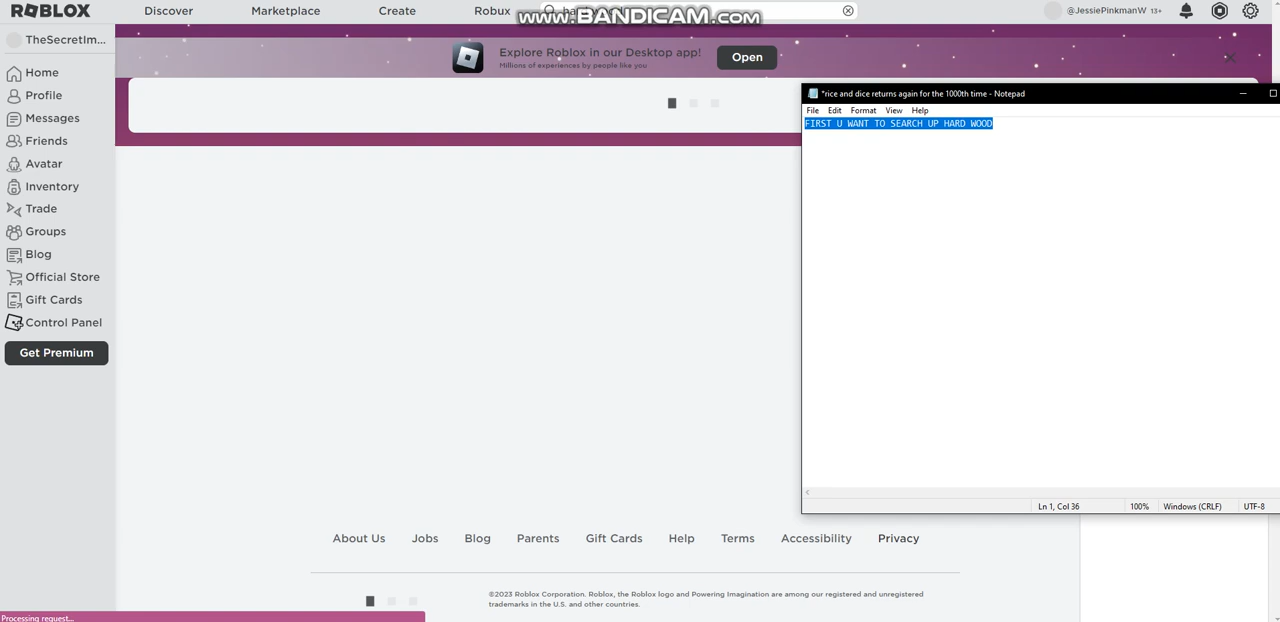 ROBLOX
Discover
Marketplace
Create
Robux
www.BANDICAM.com
@JessiePinkmanW 13+
TheSecretIm...
Explore Roblox in our Desktop app!
Millions of experiences by people like you
Open
Home
Profile
Messages
Friends
Avatar
Inventory
Trade
Groups
Blog
Official Store
Gift Cards
Control Panel
Get Premium
*rice and dice returns again for the 1000th time - Notepad
File Edit Format View Help
FIRST U WANT TO SEARCH UP HARD WOOD
Ln 1, Col 36
100%
Windows (CRLF)
UTF-8
About Us
Jobs
Blog
Parents
Gift Cards
Help
Terms
Accessibility
Privacy
©2023 Roblox Corporation. Roblox, the Roblox logo and Powering Imagination are among our registered and unregistered
trademarks in the U.S. and other countries.
Processing request...